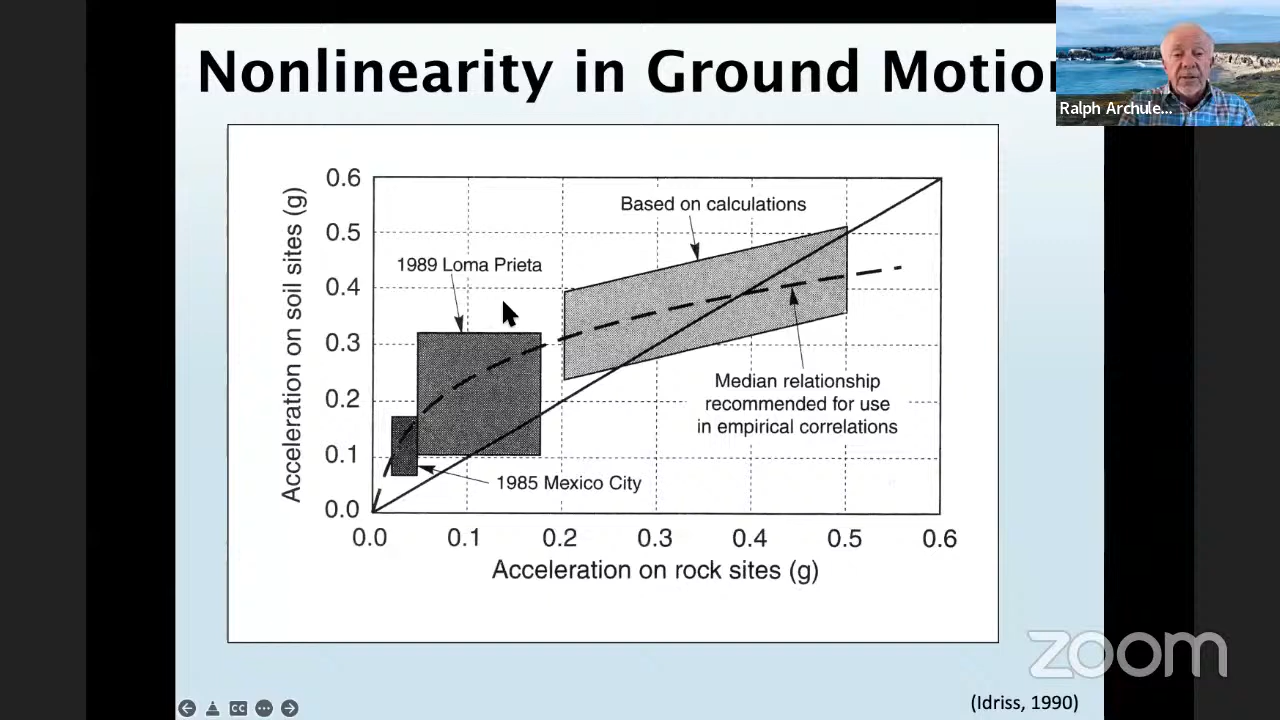 Nonlinearity in Ground Motion
Ralph Archule...
0.6
0.5
0.4
0.3
0.2
0.1
0.0
Acceleration on soil sites (g)
Based on calculations
1989 Loma Prieta
Median relationship
recommended for use
in empirical correlations
1985 Mexico City
0.0 0.1 0.2 0.3 0.4 0.5 0.6
Acceleration on rock sites (g)
zoom
CC
(Idriss, 1990)